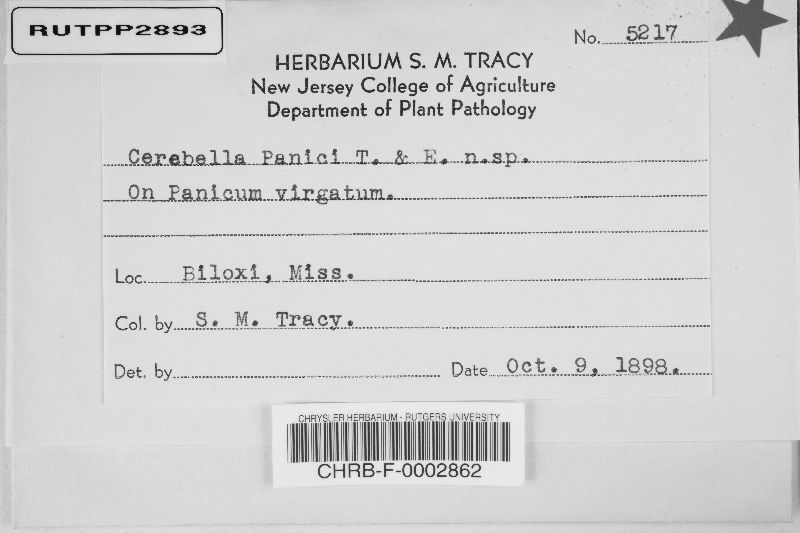 RUTPP2893
No. 5217
HERBARIUM S. M. TRACY
New Jersey College of Agriculture
Department of Plant Pathology
Cerebella Panici T. & E. n.sp.
On Panicum virgatum.
Loc. Biloxi, Miss.
Col. by S. M. Tracy.
Det. by Date Oct. 9, 1898.
CHRYSLER HERBARIUM - RUTGERS UNIVERSITY
CHRB-F-0002862